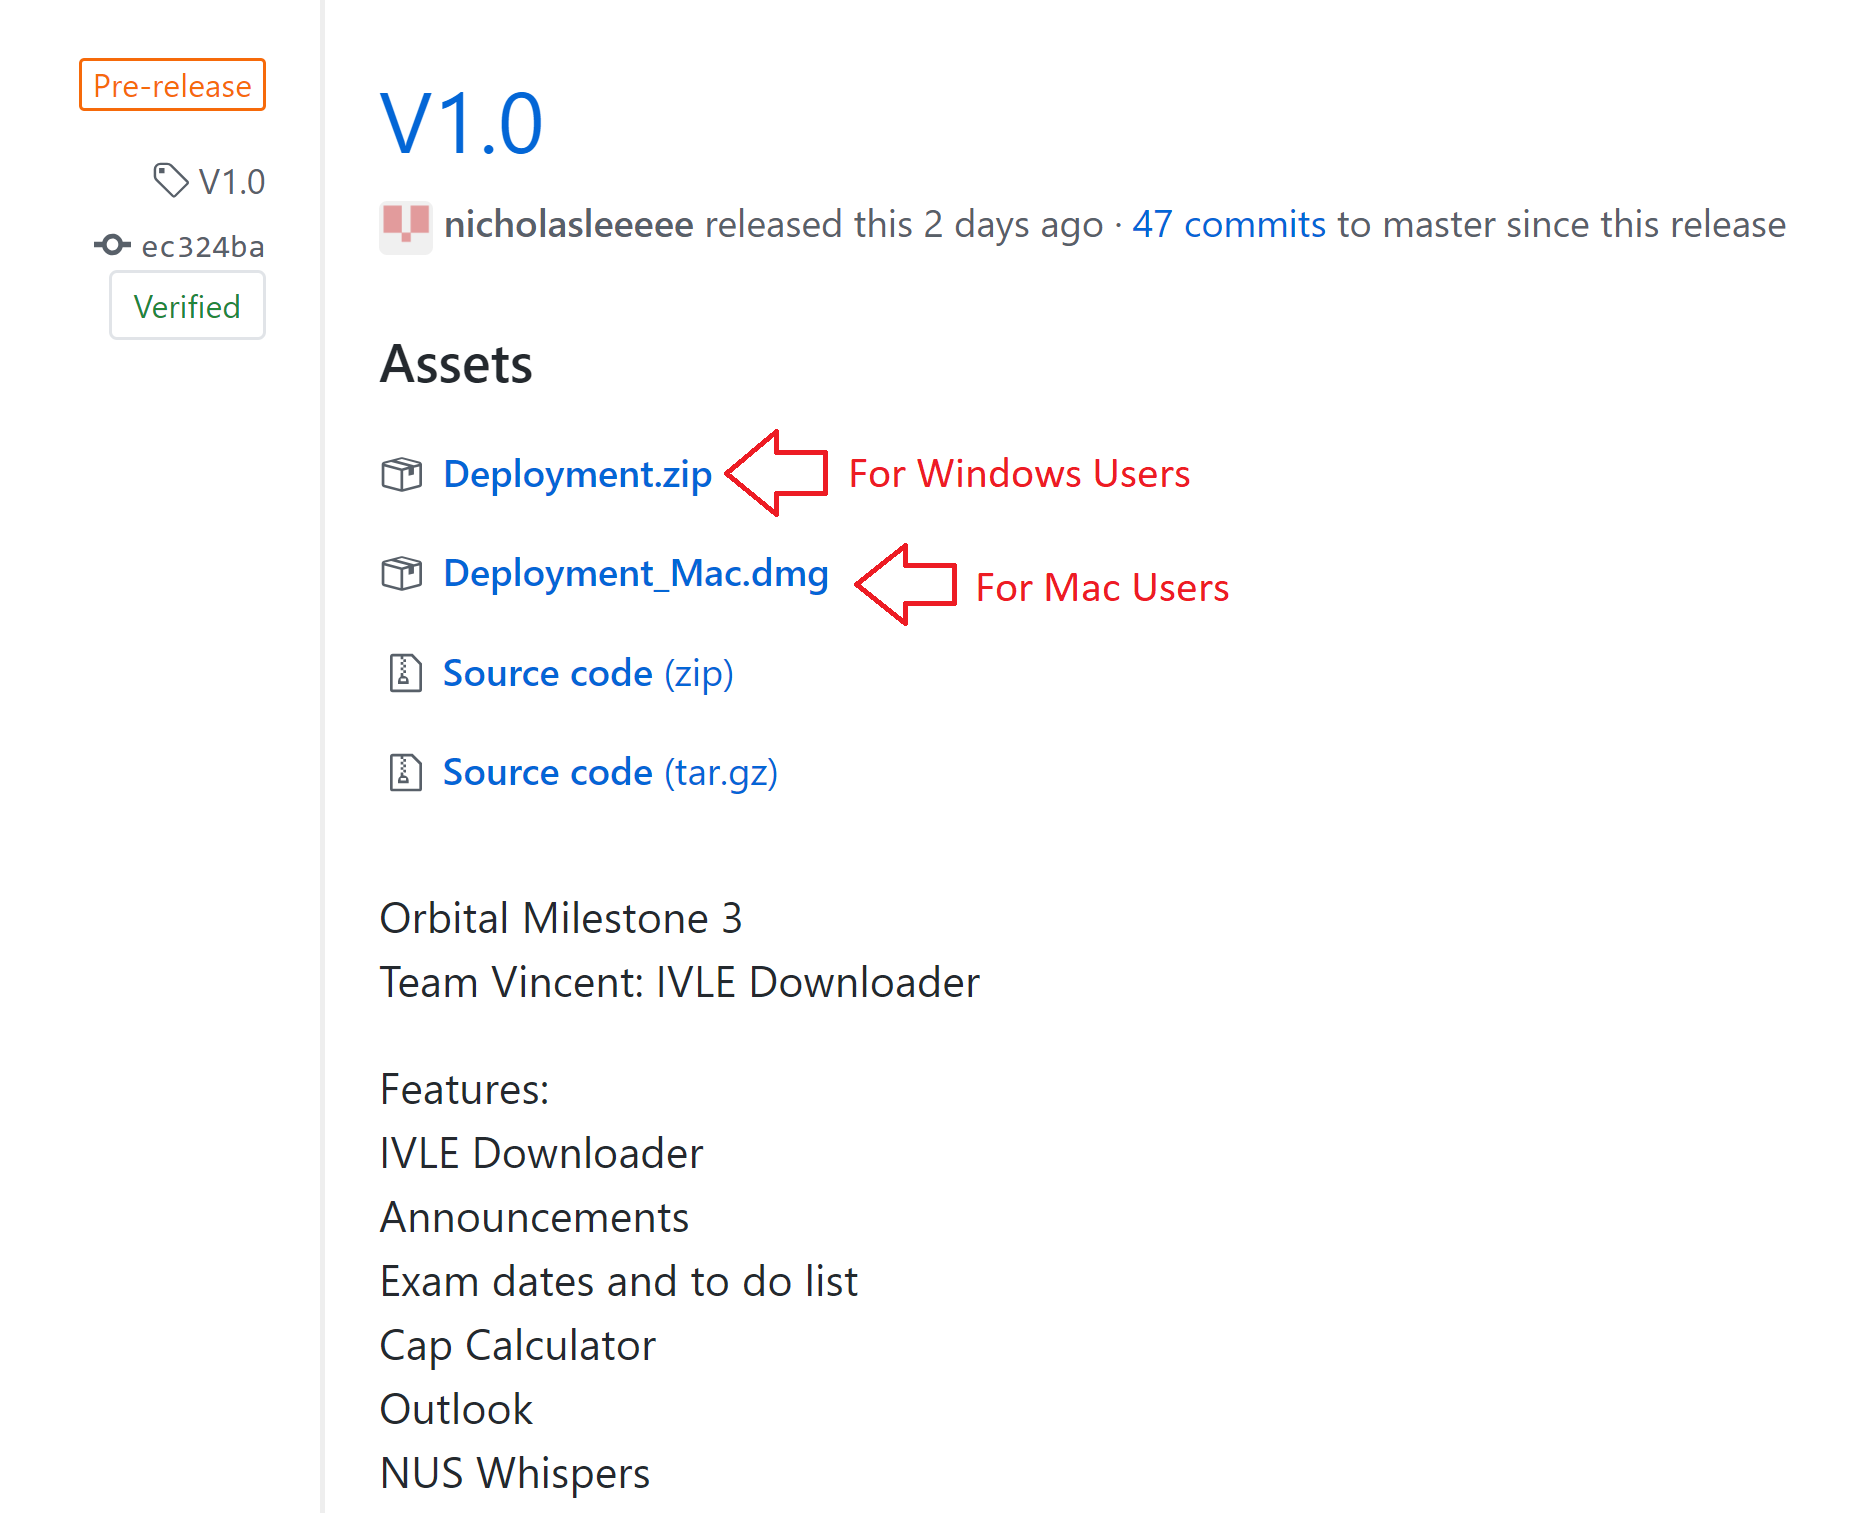 Pre-release
V1.0
ec324ba
Verified
V1.0
nicholasleeeee released this 2 days ago · 47 commits to master since this release
Assets
Deployment.zip For Windows Users
Deployment_Mac.dmg For Mac Users
Source code (zip)
Source code (tar.gz)
Orbital Milestone 3
Team Vincent: IVLE Downloader
Features:
IVLE Downloader
Announcements
Exam dates and to do list
Cap Calculator
Outlook
NUS Whispers